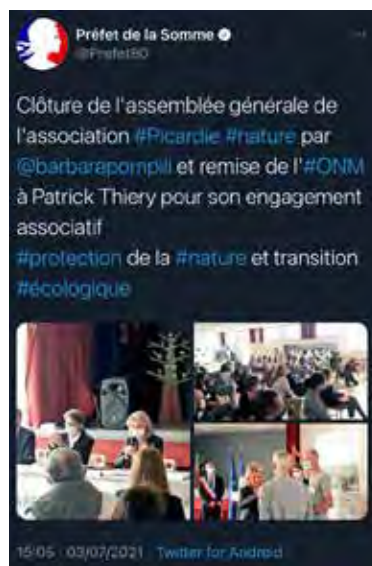 Préfet de la Somme
@Prefet80
Clôture de l'assemblée générale de
l'association #Picardie #nature par
@barbarapompili et remise de l'#ONM
à Patrick Thiery pour son engagement
associatif
#protection de la #nature et transition
#écologique
15:05 · 03/07/2021 · Twitter for Android